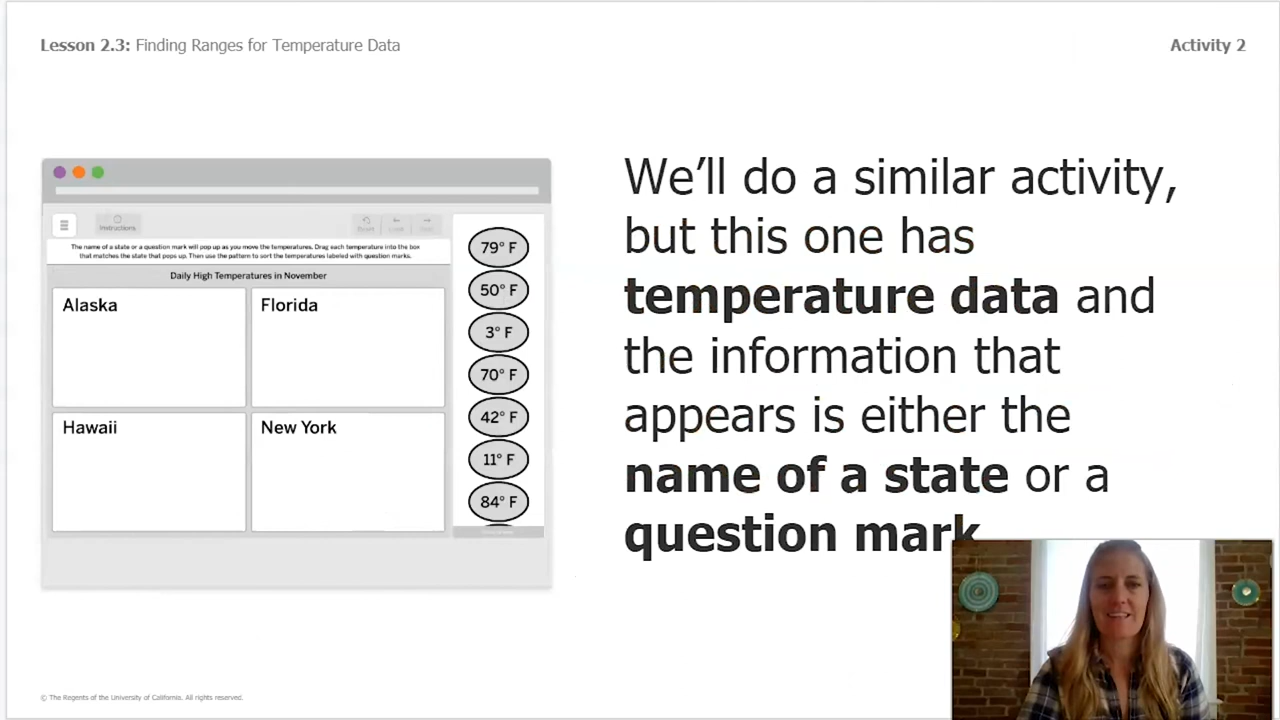 Lesson 2.3: Finding Ranges for Temperature Data
Activity 2
Instructions
The name of a state or a question mark will pop up as you move the temperatures. Drag each temperature into the box
that matches the state that pops up. Then use the pattern to sort the temperatures labeled with question marks.
Daily High Temperatures in November
Alaska
Florida
Hawaii
New York
79° F
50° F
3° F
70° F
42° F
11° F
84° F
We’ll do a similar activity,
but this one has
temperature data and
the information that
appears is either the
name of a state or a
question mark
© The Regents of the University of California. All rights reserved.